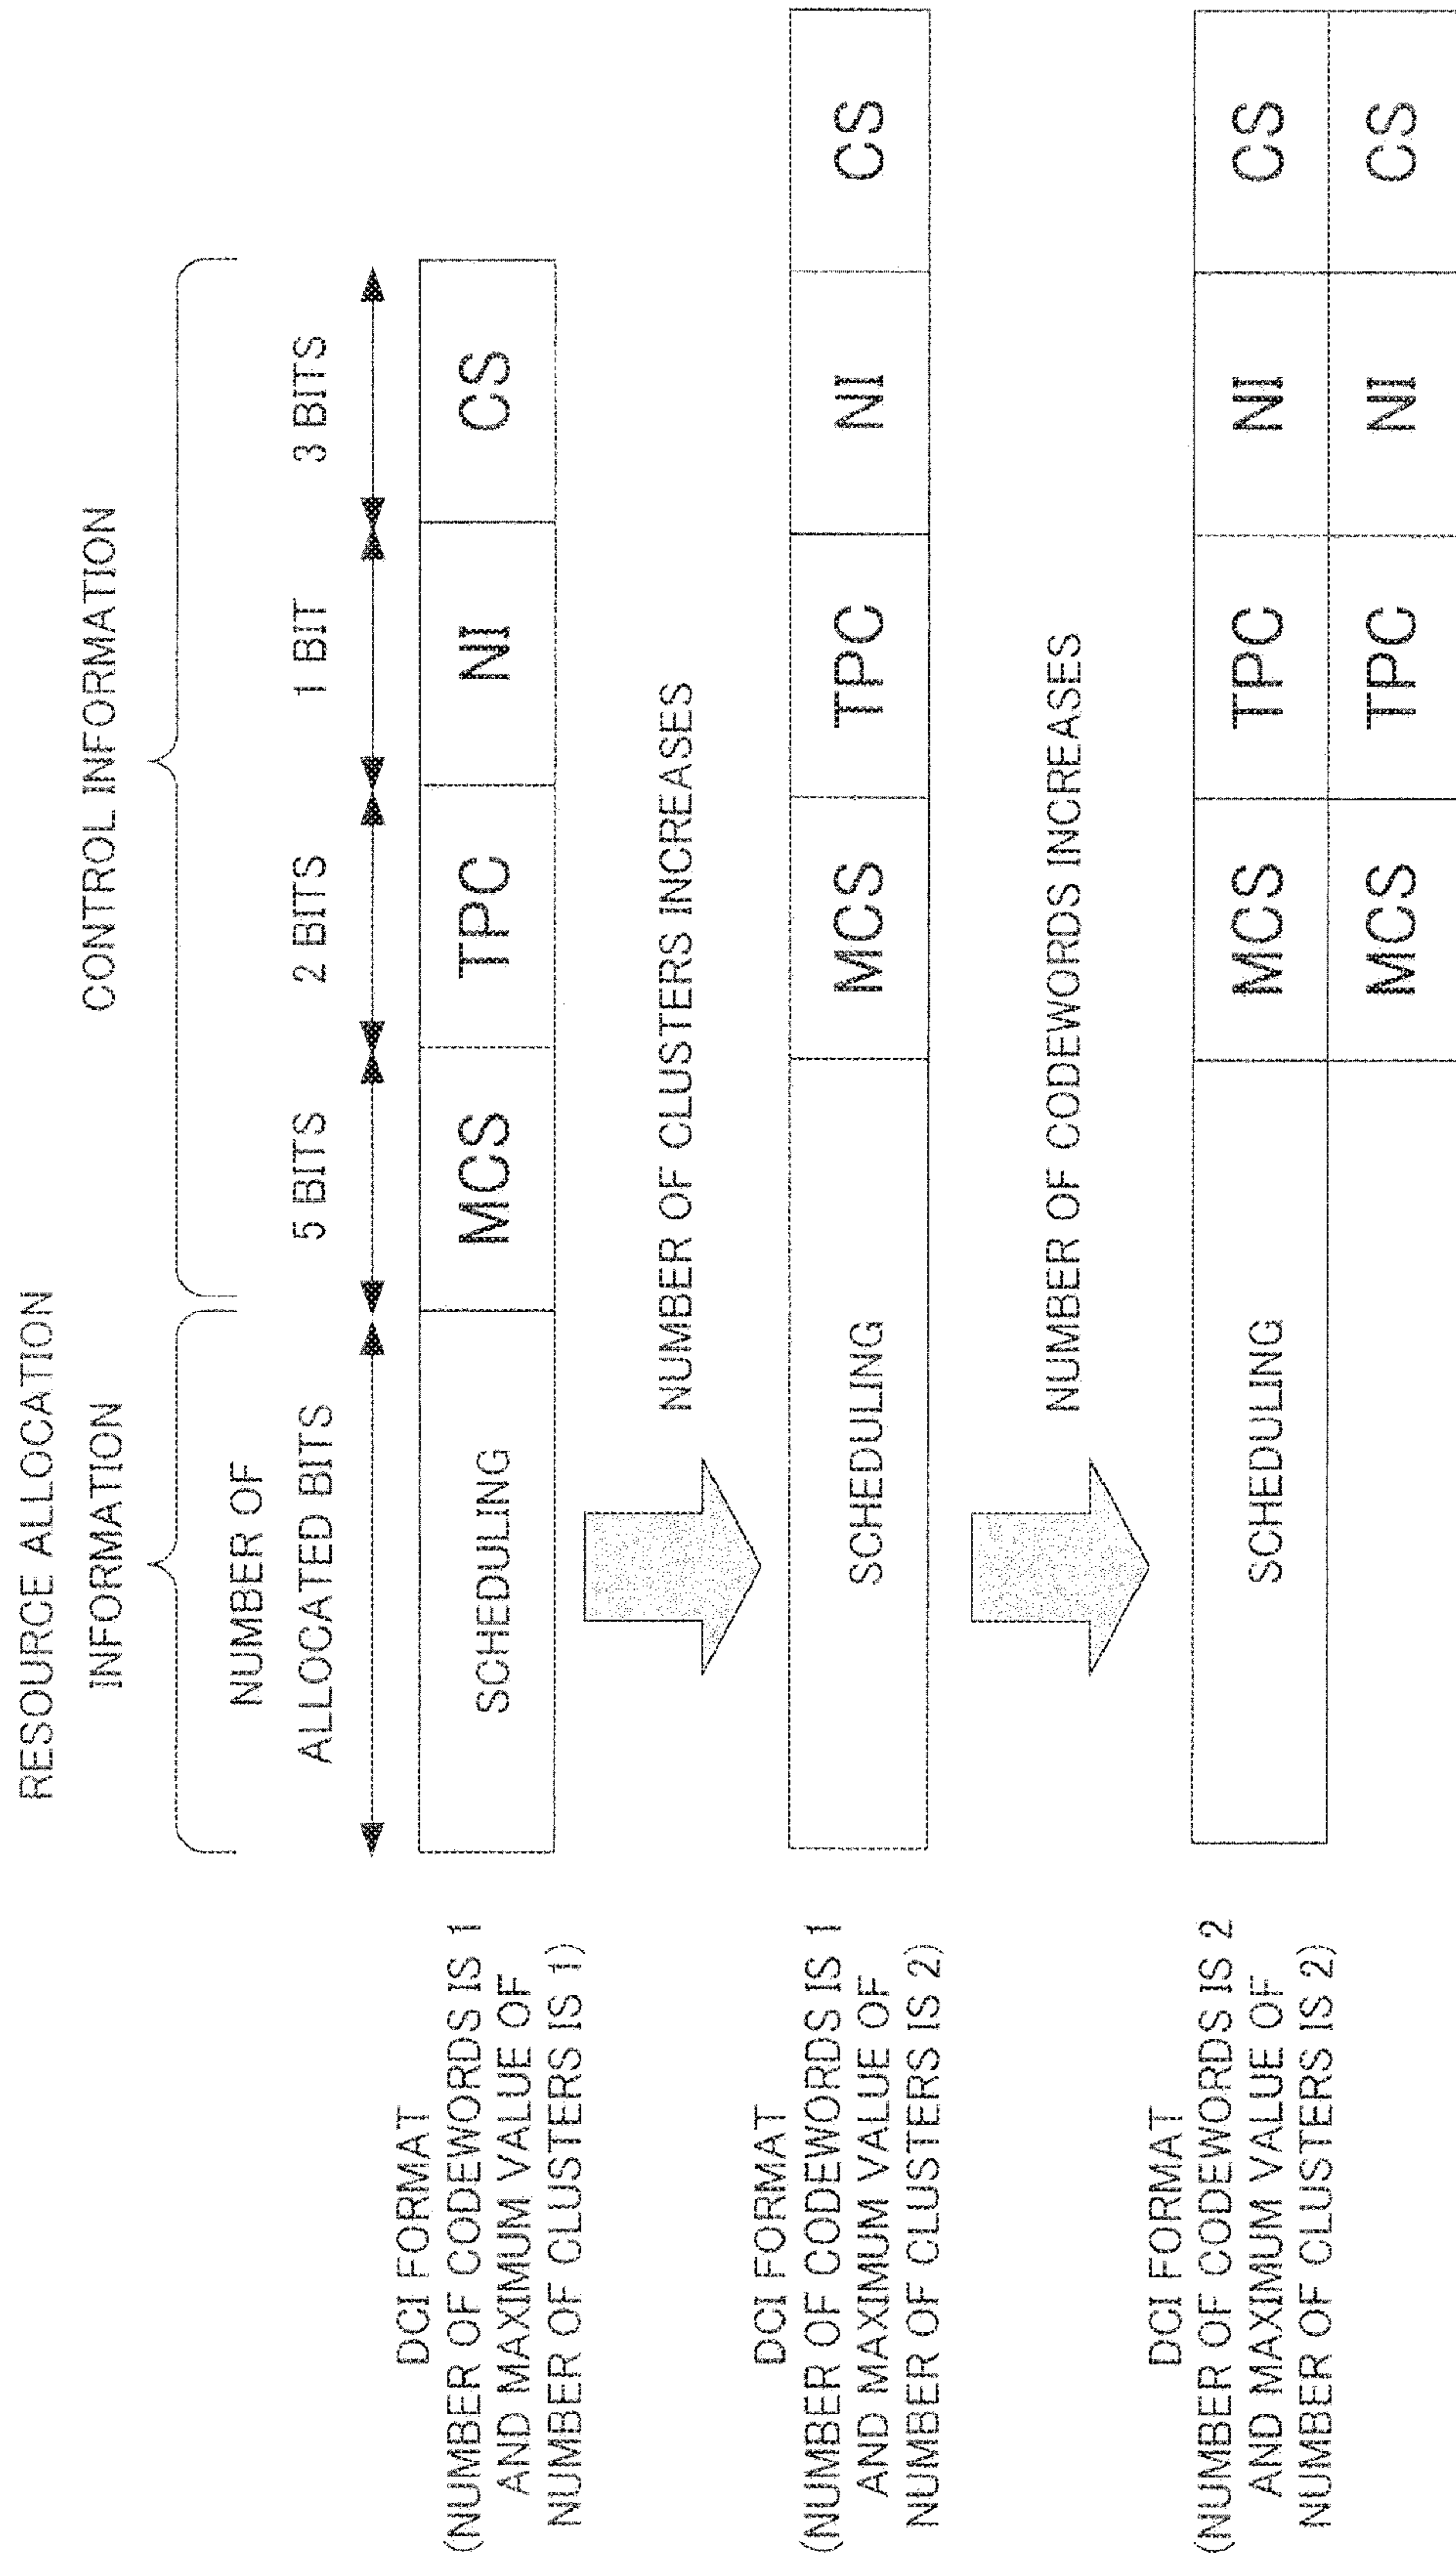 RESOURCE ALLOCATION
INFORMATION
CONTROL INFORMATION
NUMBER OF
ALLOCATED BITS
5 BITS
2 BITS
1 BIT
3 BITS
DCI FORMAT
(NUMBER OF CODEWORDS IS 1
AND MAXIMUM VALUE OF
NUMBER OF CLUSTERS IS 1)
SCHEDULING
MCS
TPC
NI
CS
NUMBER OF CLUSTERS INCREASES
DCI FORMAT
(NUMBER OF CODEWORDS IS 1
AND MAXIMUM VALUE OF
NUMBER OF CLUSTERS IS 2)
SCHEDULING
MCS
TPC
NI
CS
NUMBER OF CODEWORDS INCREASES
DCI FORMAT
(NUMBER OF CODEWORDS IS 2
AND MAXIMUM VALUE OF
NUMBER OF CLUSTERS IS 2)
SCHEDULING
MCS
TPC
NI
CS
MCS
TPC
NI
CS